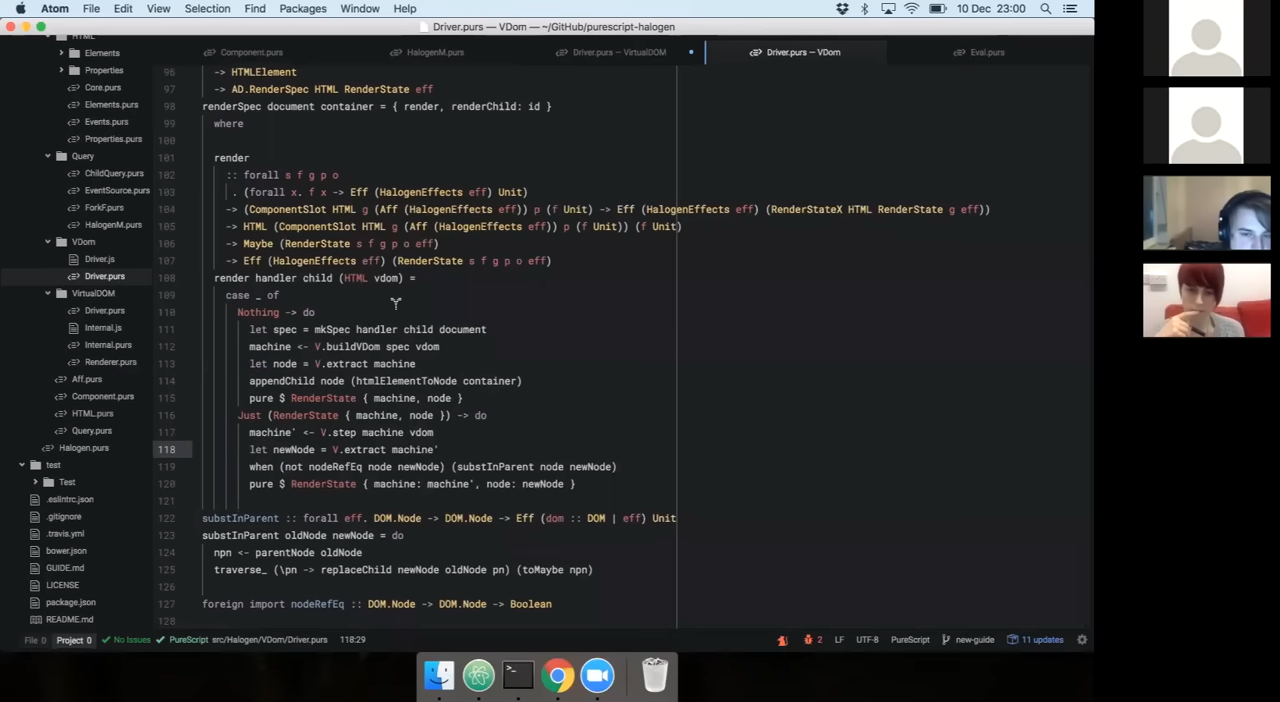 Atom File Edit View Selection Find Packages Window Help 10 Dec 23:00
Driver.purs — VDom — ~/GitHub/purescript-halogen
Component.purs HalogenM.purs Driver.purs — VirtualDOM Driver.purs — VDom Eval.purs
HTML
Elements
Properties
Core.purs
Elements.purs
Events.purs
Properties.purs
Query
ChildQuery.purs
EventSource.purs
ForkF.purs
HalogenM.purs
VDom
Driver.js
Driver.purs
VirtualDOM
Driver.purs
Internal.js
Internal.purs
Renderer.purs
Aff.purs
Component.purs
HTML.purs
Query.purs
Halogen.purs
test
Test
.eslintrc.json
.gitignore
.travis.yml
bower.json
GUIDE.md
LICENSE
package.json
README.md
96 -> HTMLElement
97 -> AD.RenderSpec HTML RenderState eff
98 renderSpec document container = { render, renderChild: id }
99 where
100
101 render
102 :: forall s f g p o
103 . (forall x. f x -> Eff (HalogenEffects eff) Unit)
104 -> (ComponentSlot HTML g (Aff (HalogenEffects eff)) p (f Unit) -> Eff (HalogenEffects eff) (RenderStateX HTML RenderState g eff))
105 -> HTML (ComponentSlot HTML g (Aff (HalogenEffects eff)) p (f Unit)) (f Unit)
106 -> Maybe (RenderState s f g p o eff)
107 -> Eff (HalogenEffects eff) (RenderState s f g p o eff)
108 render handler child (HTML vdom) =
109 case _ of
110 Nothing -> do
111 let spec = mkSpec handler child document
112 machine <- V.buildVDom spec vdom
113 let node = V.extract machine
114 appendChild node (htmlElementToNode container)
115 pure $ RenderState { machine, node }
116 Just (RenderState { machine, node }) -> do
117 machine' <- V.step machine vdom
118 let newNode = V.extract machine'
119 when (not nodeRefEq node newNode) (substInParent node newNode)
120 pure $ RenderState { machine: machine', node: newNode }
121
122 substInParent :: forall eff. DOM.Node -> DOM.Node -> Eff (dom :: DOM | eff) Unit
123 substInParent oldNode newNode = do
124 npn <- parentNode oldNode
125 traverse_ (\pn -> replaceChild newNode oldNode pn) (toMaybe npn)
126
127 foreign import nodeRefEq :: DOM.Node -> DOM.Node -> Boolean
128
File 0 Project 0 No Issues PureScript src/Halogen/VDom/Driver.purs 118:29 2 LF UTF-8 PureScript new-guide 11 updates